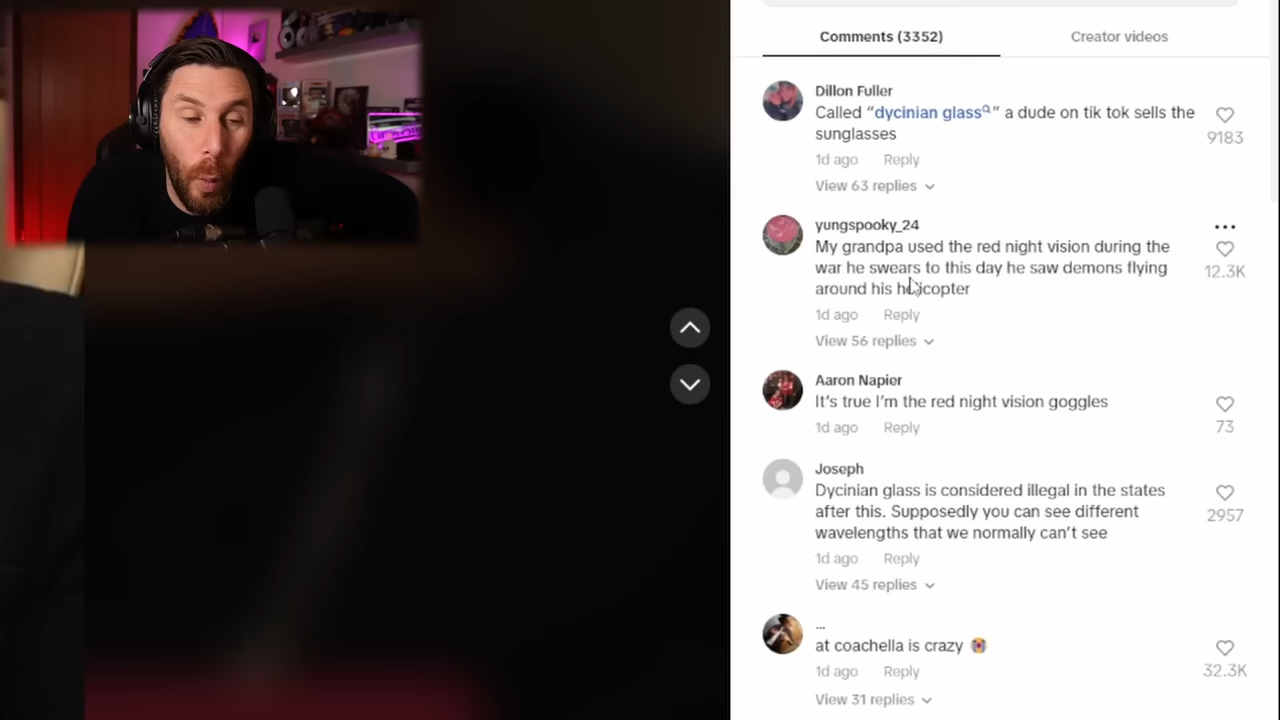 Comments (3352)
Creator videos
Dillon Fuller
Called “dycinian glass” a dude on tik tok sells the
sunglasses
9183
1d ago Reply
View 63 replies
yungspooky_24
My grandpa used the red night vision during the
war he swears to this day he saw demons flying
around his helicopter
12.3K
1d ago Reply
View 56 replies
Aaron Napier
It’s true I’m the red night vision goggles
73
1d ago Reply
Joseph
Dycinian glass is considered illegal in the states
after this. Supposedly you can see different
wavelengths that we normally can’t see
2957
1d ago Reply
View 45 replies
...
at coachella is crazy 😭
32.3K
1d ago Reply
View 31 replies